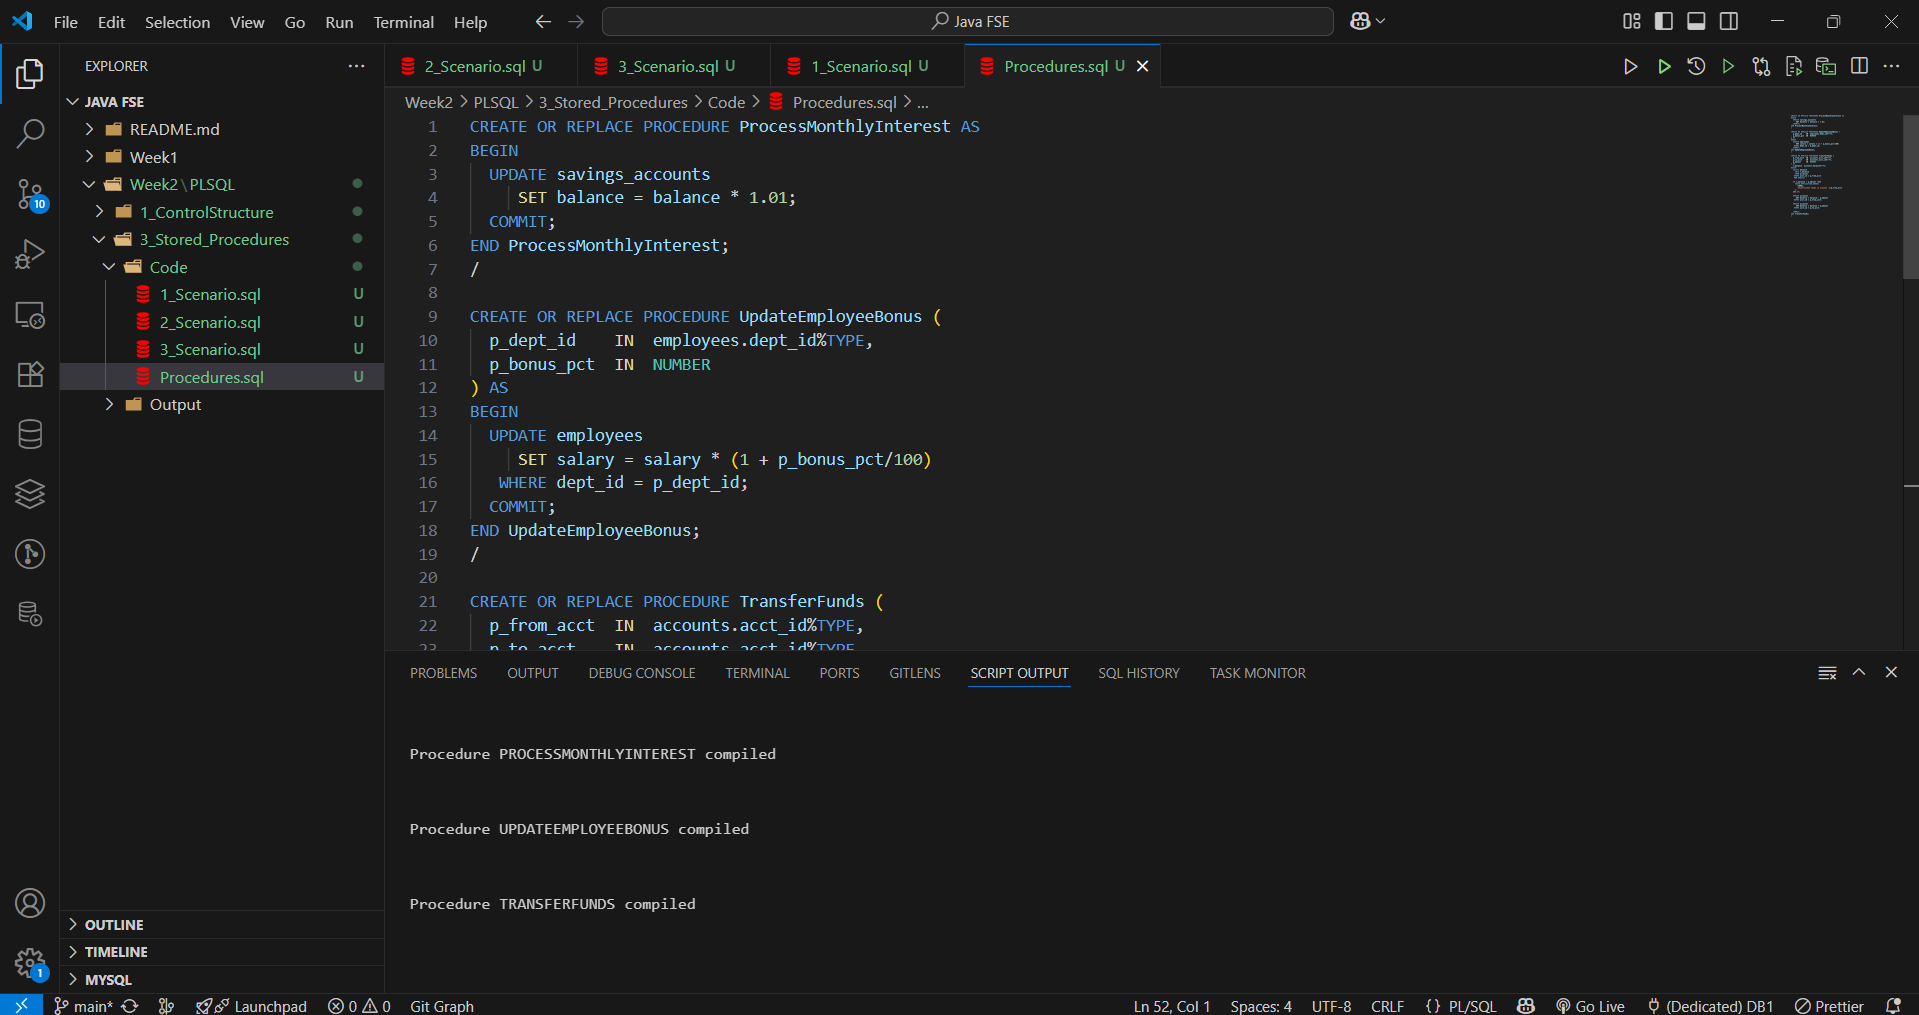 File Edit Selection View Go Run Terminal Help
Java FSE
EXPLORER
2_Scenario.sql U
3_Scenario.sql U
1_Scenario.sql U
Procedures.sql U
JAVA FSE
README.md
Week1
Week2\PLSQL
1_ControlStructure
3_Stored_Procedures
Code
1_Scenario.sql U
2_Scenario.sql U
3_Scenario.sql U
Procedures.sql U
Output
10
Week2 > PLSQL > 3_Stored_Procedures > Code > Procedures.sql > ...
1 CREATE OR REPLACE PROCEDURE ProcessMonthlyInterest AS
2 BEGIN
3 UPDATE savings_accounts
4 SET balance = balance * 1.01;
5 COMMIT;
6 END ProcessMonthlyInterest;
7 /
8
9 CREATE OR REPLACE PROCEDURE UpdateEmployeeBonus (
10 p_dept_id IN employees.dept_id%TYPE,
11 p_bonus_pct IN NUMBER
12 ) AS
13 BEGIN
14 UPDATE employees
15 SET salary = salary * (1 + p_bonus_pct/100)
16 WHERE dept_id = p_dept_id;
17 COMMIT;
18 END UpdateEmployeeBonus;
19 /
20
21 CREATE OR REPLACE PROCEDURE TransferFunds (
22 p_from_acct IN accounts.acct_id%TYPE,
23 p_to_acct IN accounts.acct_id%TYPE
PROBLEMS OUTPUT DEBUG CONSOLE TERMINAL PORTS GITLENS SCRIPT OUTPUT SQL HISTORY TASK MONITOR
Procedure PROCESSMONTHLYINTEREST compiled
Procedure UPDATEEMPLOYEEBONUS compiled
Procedure TRANSFERFUNDS compiled
OUTLINE
TIMELINE
MYSQL
1
main* Launchpad 0 0 Git Graph
Ln 52, Col 1 Spaces: 4 UTF-8 CRLF {} PL/SQL Go Live (Dedicated) DB1 Prettier